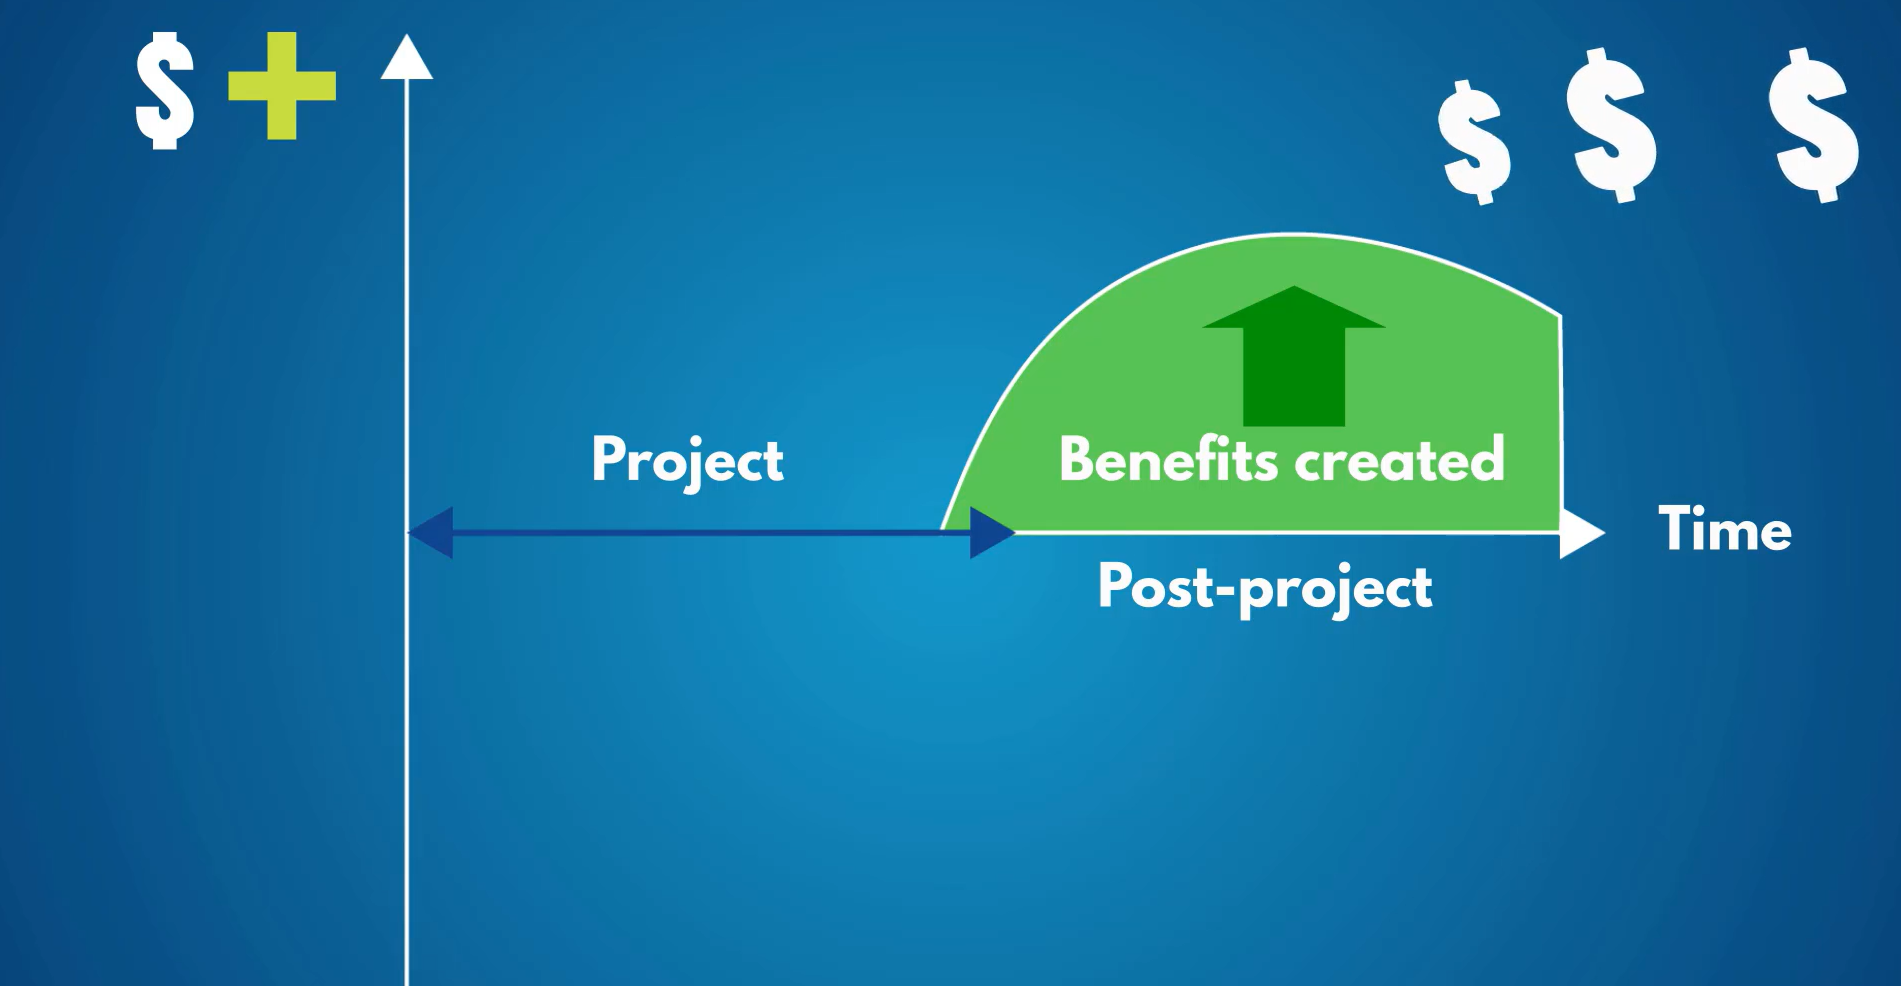 $ +
$ $ $
Project
Benefits created
Time
Post-project